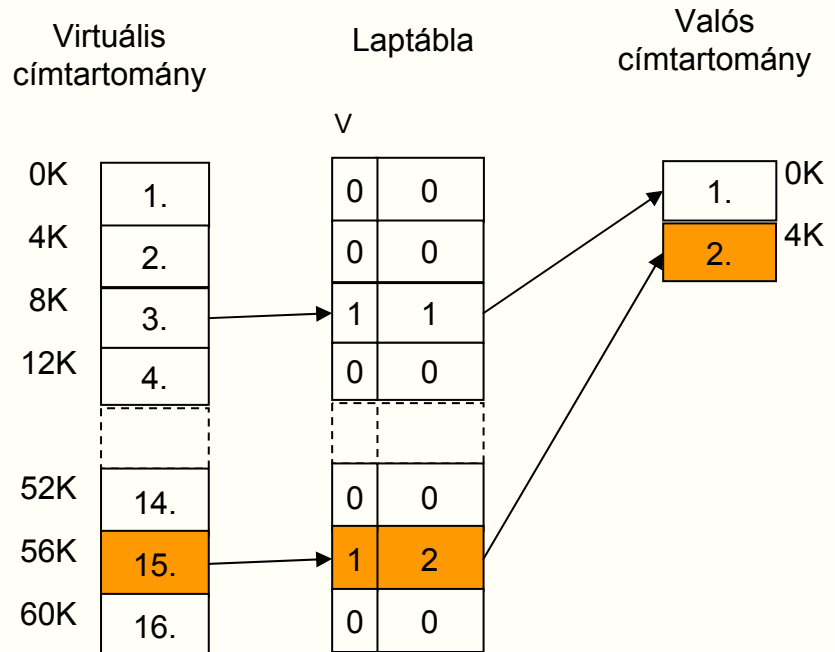 Virtuális
címtartomány
Laptábla
Valós
címtartomány
V
0K 1. 0 0 1. 0K
4K 2. 0 0 2. 4K
8K 3. 1 1
12K 4. 0 0
52K 14. 0 0
56K 15. 1 2
60K 16. 0 0